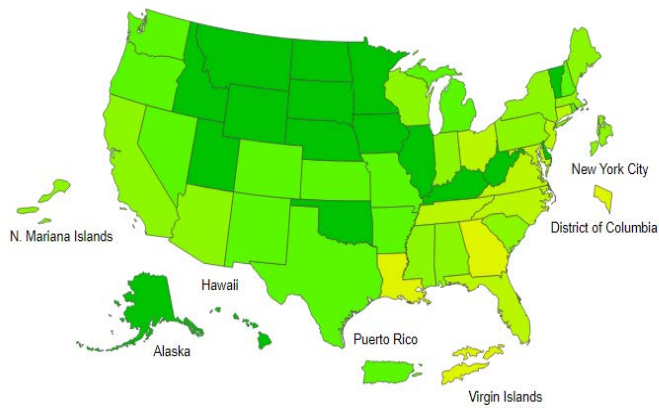 New York City
District of Columbia
N. Mariana Islands
Hawaii
Alaska
Puerto Rico
Virgin Islands